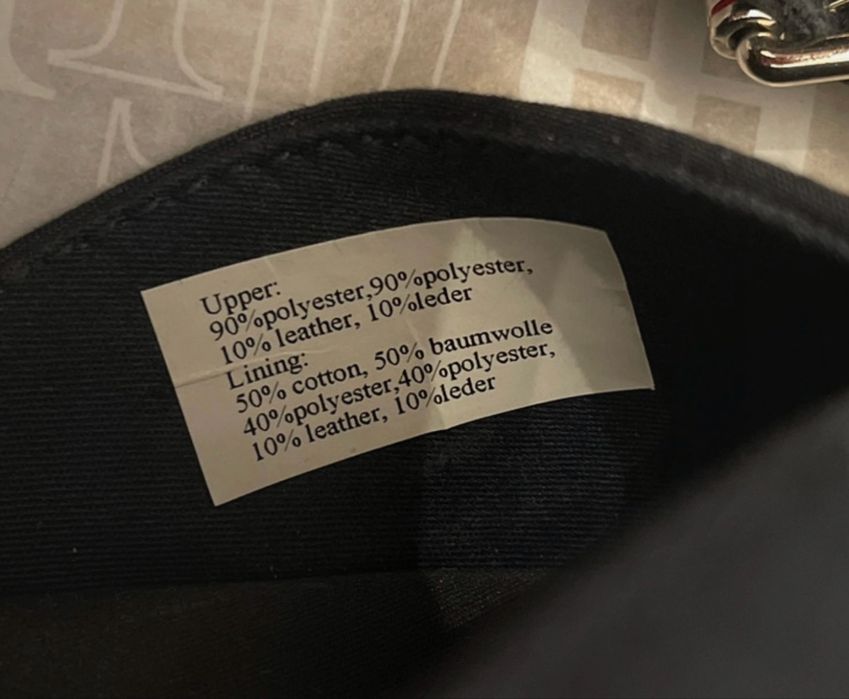 Upper:
90%polyester,90%polyester,
10% leather, 10%leder
Lining:
50% cotton, 50% baumwolle
40%polyester,40%polyester,
10% leather, 10%leder